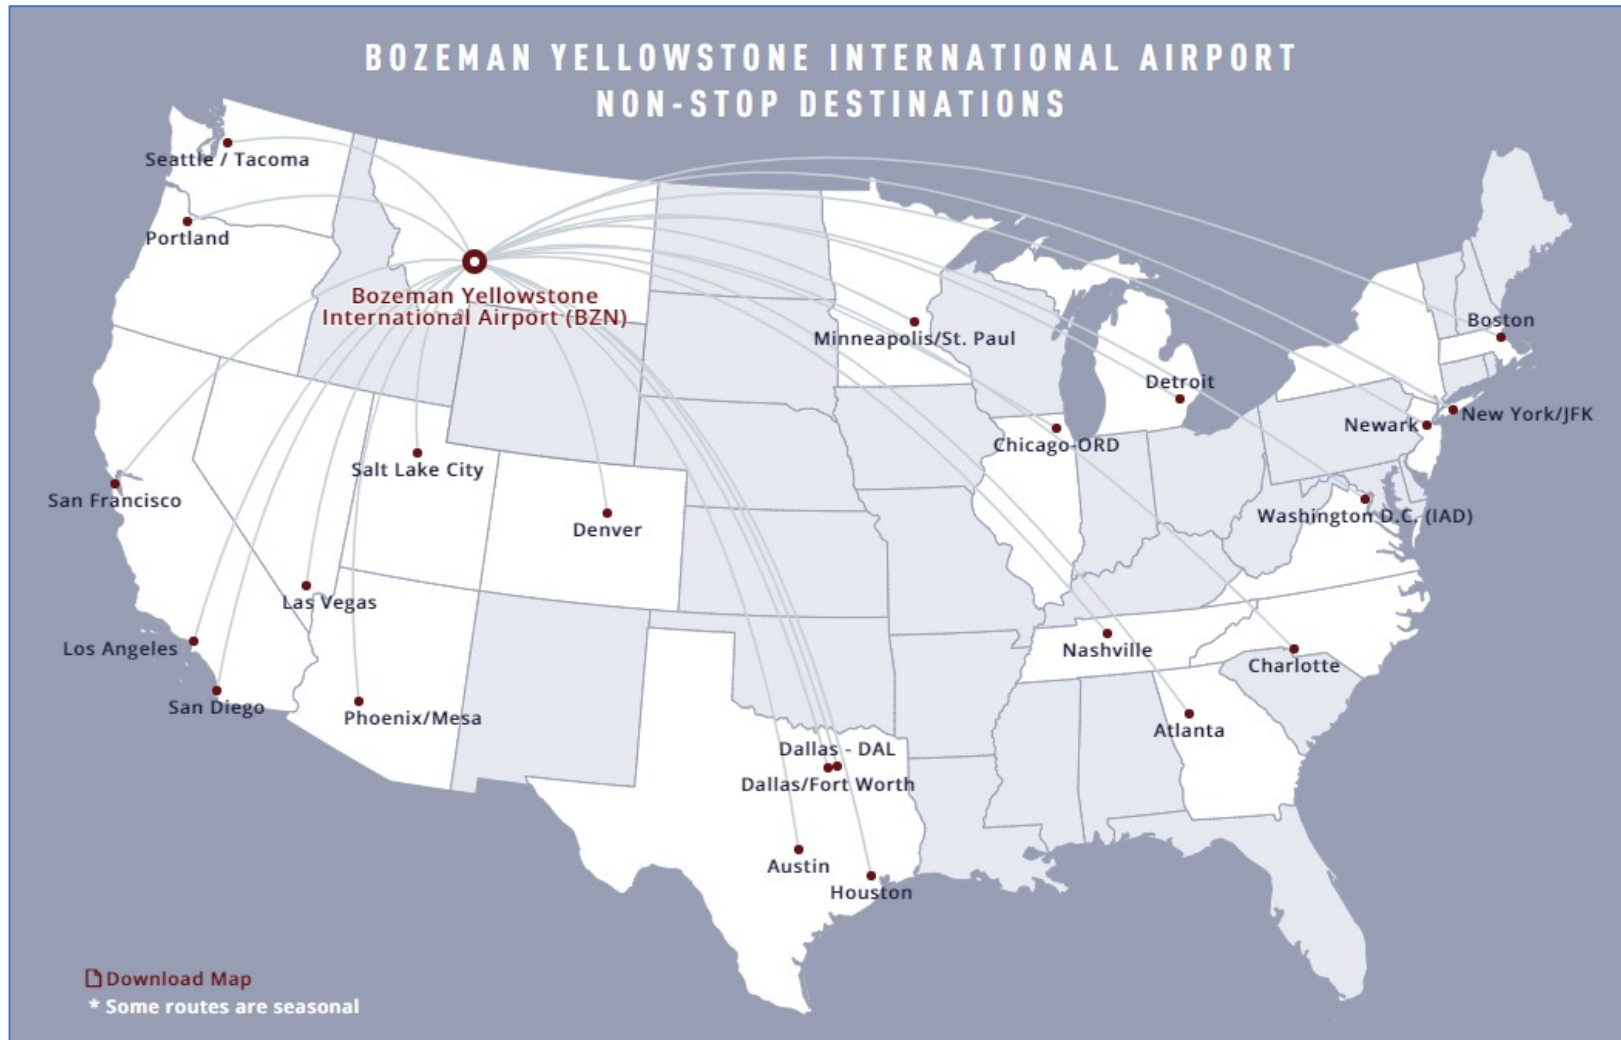 BOZEMAN YELLOWSTONE INTERNATIONAL AIRPORT
NON-STOP DESTINATIONS
Seattle / Tacoma
Portland
Bozeman Yellowstone
International Airport (BZN)
Minneapolis/St. Paul
Boston
Detroit
New York/JFK
Newark
Chicago-ORD
Salt Lake City
San Francisco
Denver
Washington D.C. (IAD)
Las Vegas
Los Angeles
Nashville
Charlotte
San Diego
Phoenix/Mesa
Atlanta
Dallas - DAL
Dallas/Fort Worth
Austin
Houston
Download Map
* Some routes are seasonal